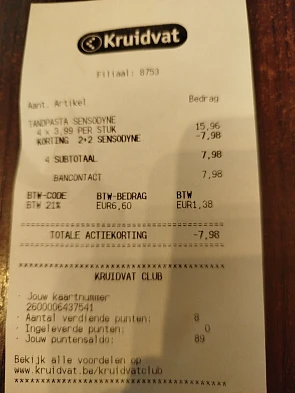 Kruidvat
Filiaal: 8753
Aant. Artikel Bedrag
TANDPASTA SENSODYNE
4 x 3,99 PER STUK 15,96
KORTING 2+2 SENSODYNE -7,98
4 SUBTOTAAL 7,98
BANCONTACT 7,98
BTW-CODE BTW-BEDRAG BTW
BTW 21% EUR6,60 EUR1,38
TOTALE ACTIEKORTING -7,98
KRUIDVAT CLUB
Jouw kaartnummer
2600006437541
Aantal verdiende punten: 8
Ingeleverde punten: 0
Jouw puntensaldo: 89
Bekijk alle voordelen op
www.kruidvat.be/kruidvatclub